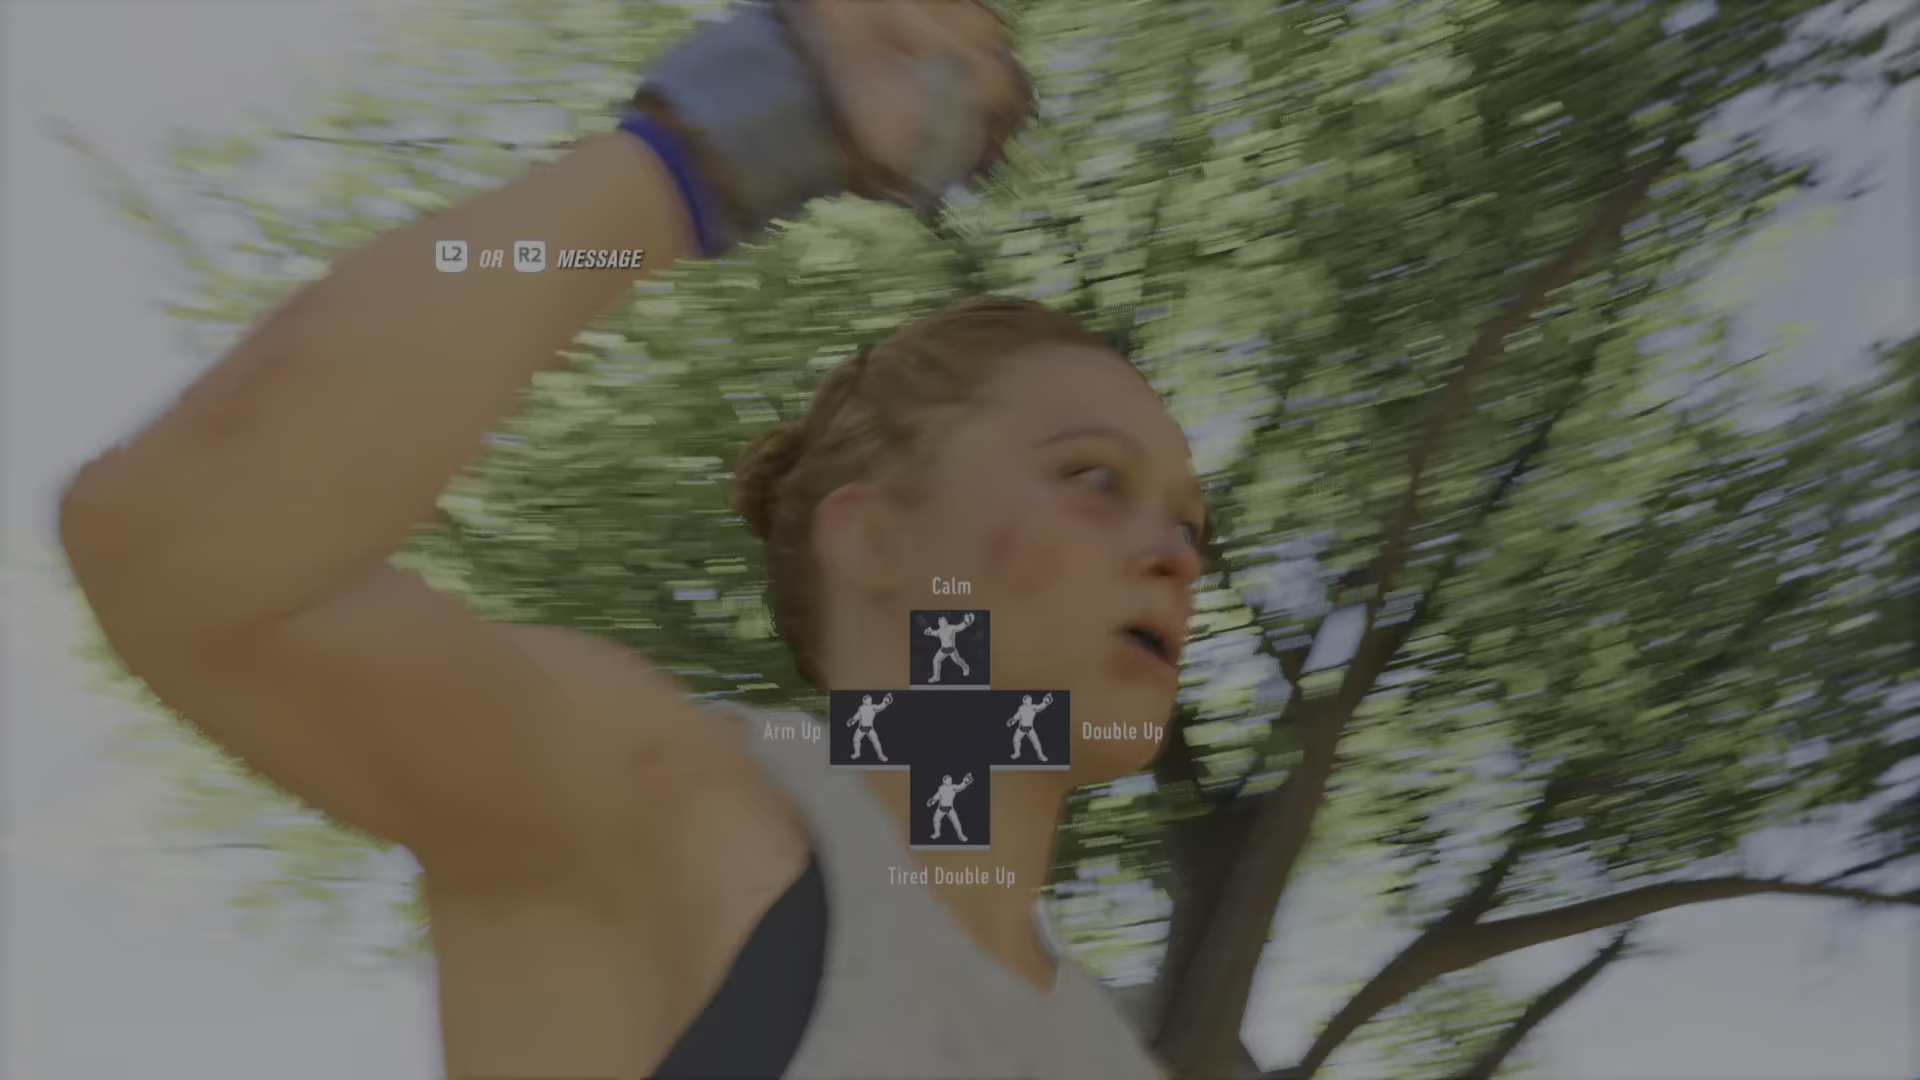 L2 OR R2 MESSAGE
Calm
Arm Up
Double Up
Tired Double Up